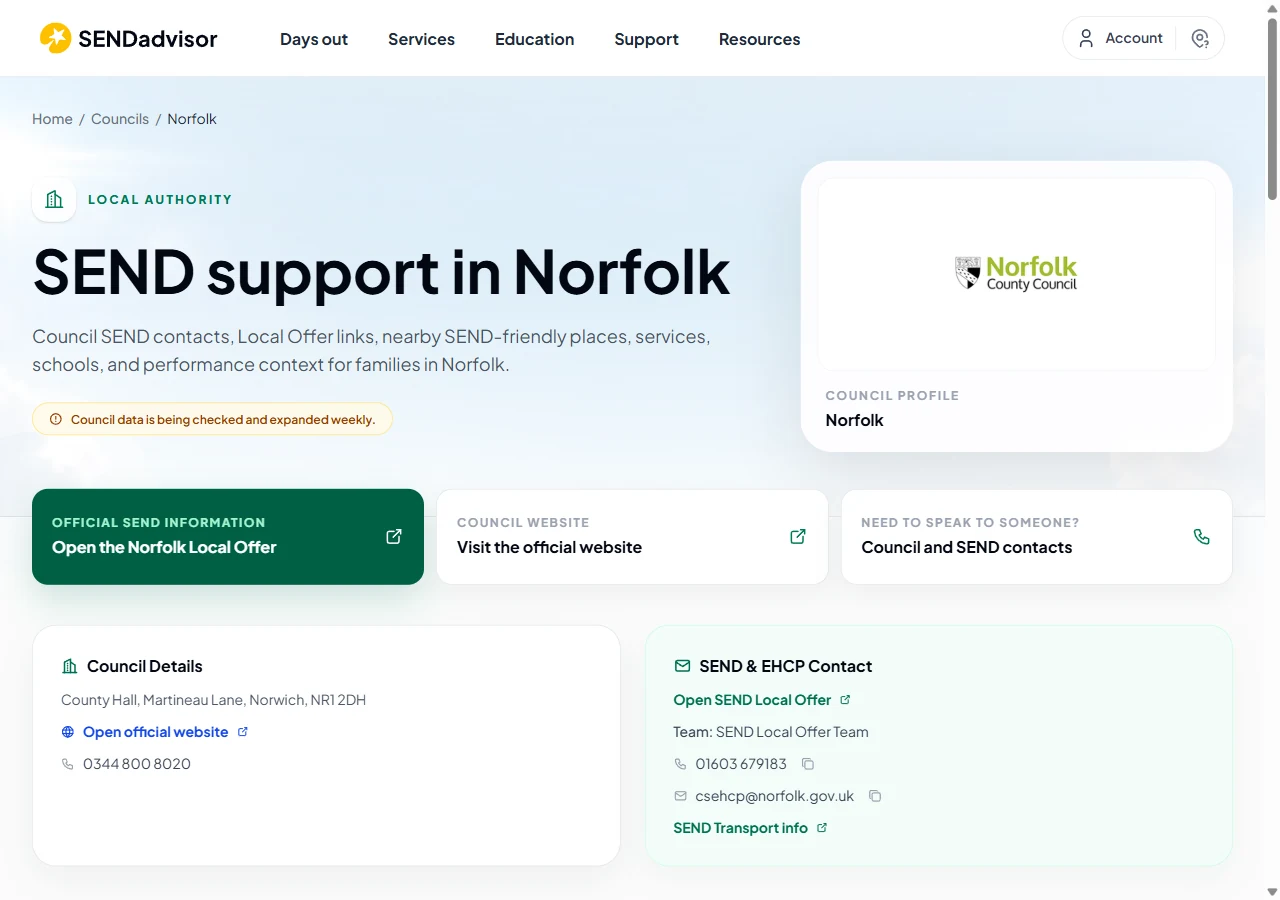 SENDadvisor
Days out
Services
Education
Support
Resources
Account
Home / Councils / Norfolk
LOCAL AUTHORITY
SEND support in Norfolk
Council SEND contacts, Local Offer links, nearby SEND-friendly places, services,
schools, and performance context for families in Norfolk.
Council data is being checked and expanded weekly.
Norfolk
County Council
COUNCIL PROFILE
Norfolk
OFFICIAL SEND INFORMATION
Open the Norfolk Local Offer
COUNCIL WEBSITE
Visit the official website
NEED TO SPEAK TO SOMEONE?
Council and SEND contacts
Council Details
County Hall, Martineau Lane, Norwich, NR1 2DH
Open official website
0344 800 8020
SEND & EHCP Contact
Open SEND Local Offer
Team: SEND Local Offer Team
01603 679183
csehcp@norfolk.gov.uk
SEND Transport info